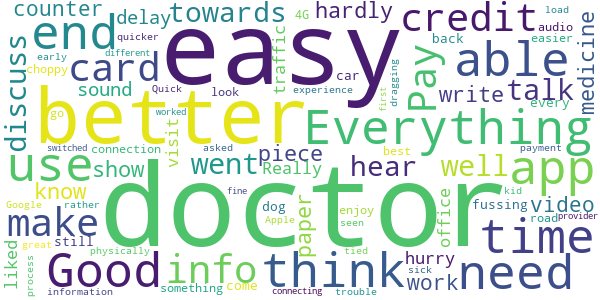 counter
delay
towards
4G
hardly
audio
load
quicker
easier
end
easy
credit
early
different
choppy
Quick
car
back
traffic
discuss
card
sound
look
experience
dragging
Pay
able
every
medicine
write
talk
go
worked
better
Everything
first
connection
visit
switched
asked
best
payment
use
show
went
piece
Really
hear
well
app
know
doctor
fine
kid
Google
rather
dog
Apple
seen
enjoy
office
fussing
video
make
paper
time
road
provider
liked
still
great
physically
tied
hurry
process
Good
info
think
work
sick
need
something
come
information
connecting
trouble